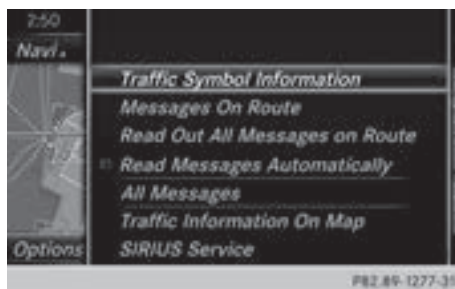 2:50
Navi
Traffic Symbol Information
Messages On Route
Read Out All Messages on Route
Read Messages Automatically
All Messages
Traffic Information On Map
Options
SIRIUS Service
P82.89-1277-31